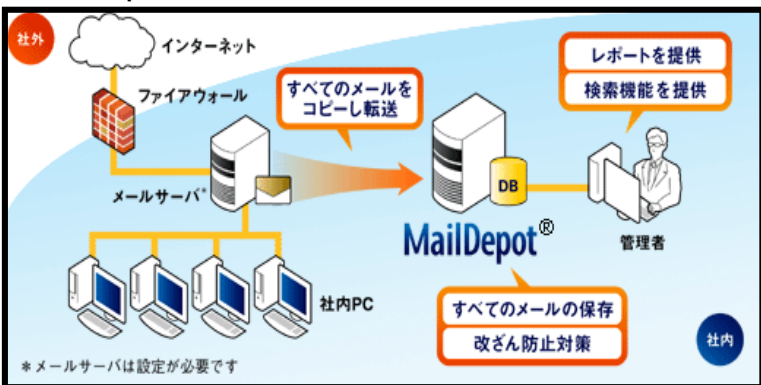 社外
インターネット
ファイアウォール
すべてのメールを
コピーし転送
レポートを提供
検索機能を提供
メールサーバ*
DB
MailDepot®
管理者
社内PC
すべてのメールの保存
改ざん防止対策
社内
*メールサーバは設定が必要です